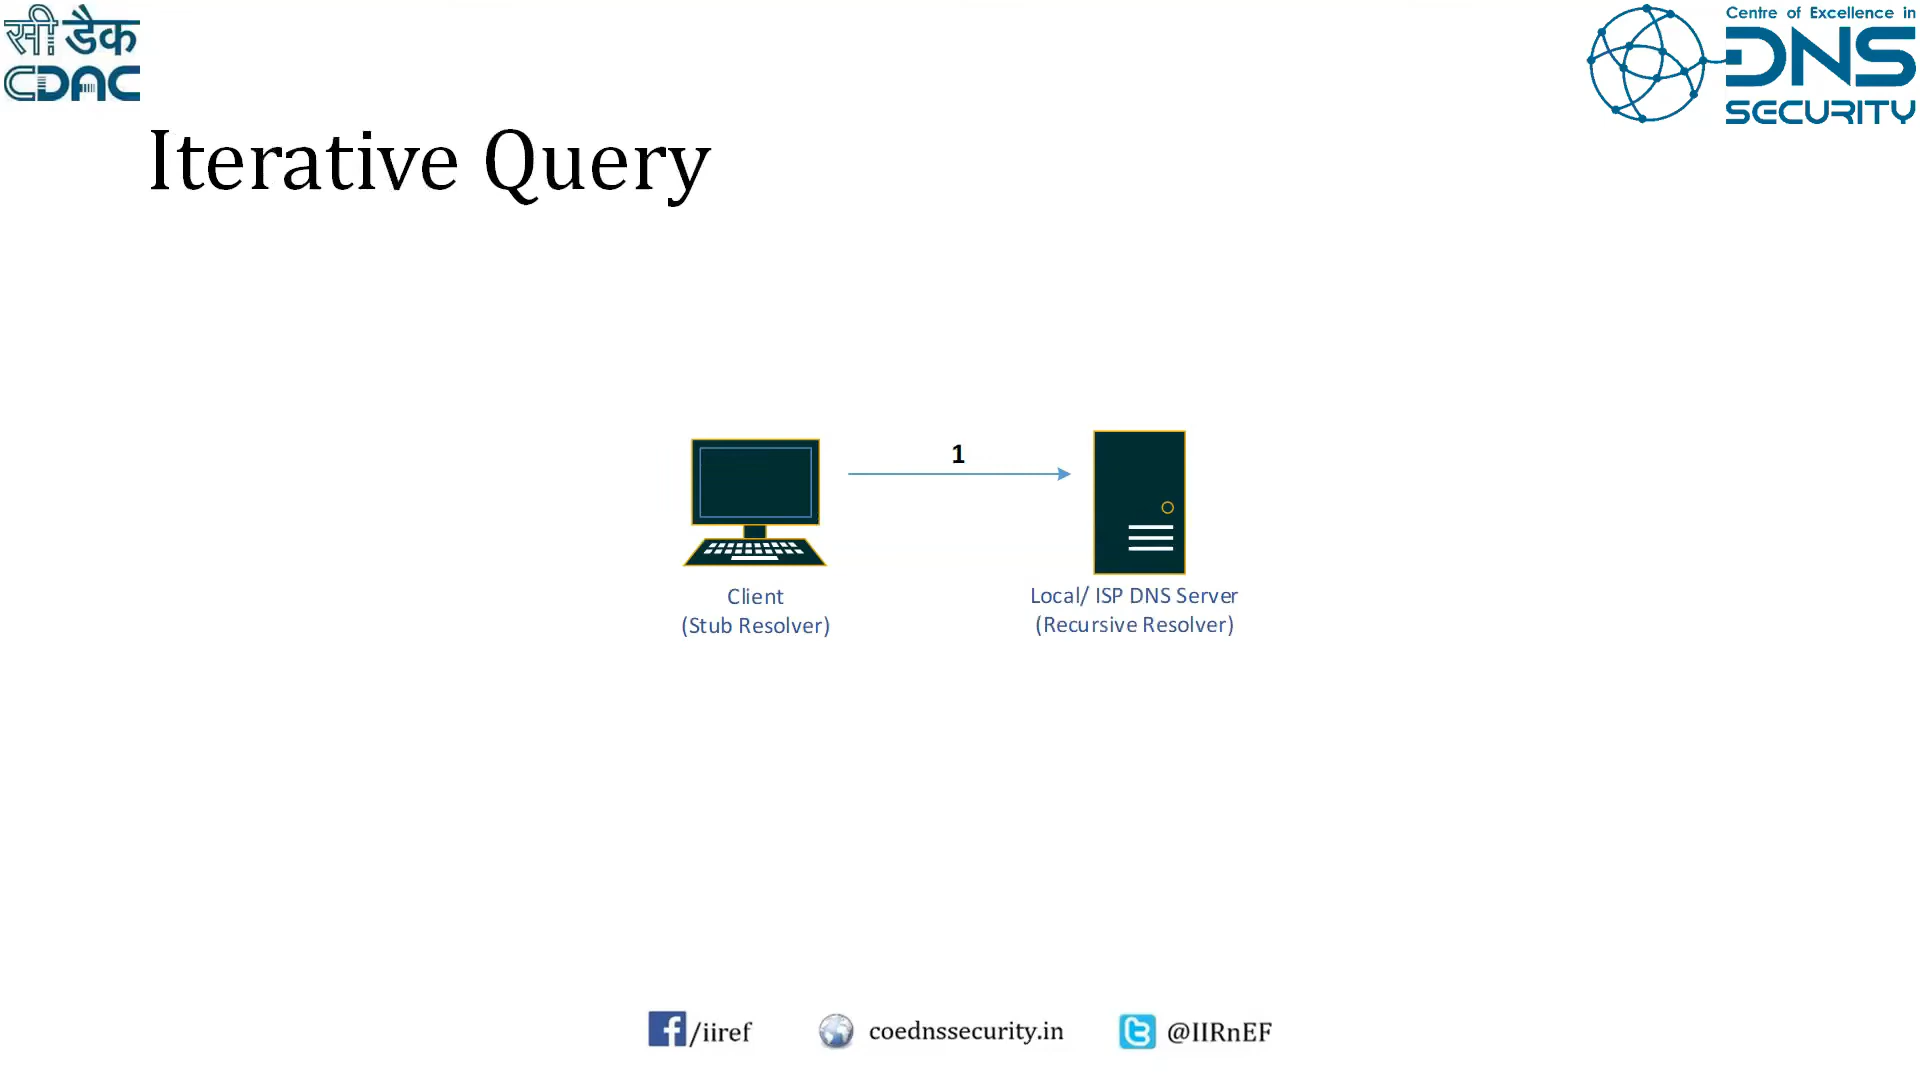 सी डैक
CDAC
Centre of Excellence in
DNS
SECURITY
Iterative Query
1
Client
(Stub Resolver)
Local/ ISP DNS Server
(Recursive Resolver)
/iiref
coednssecurity.in
@IIRnEF